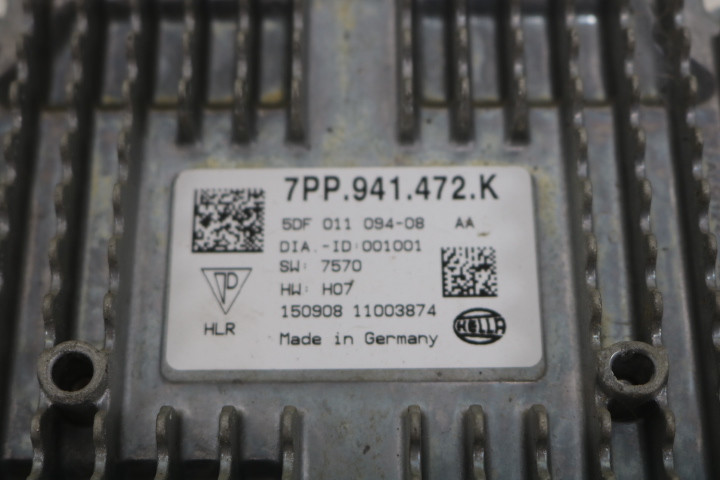 7PP.941.472.K
5DF 011 094-08 AA
DIA.-ID:001001
SW: 7570
HW: H07
150908 11003874
HLR
Made in Germany
HELLA